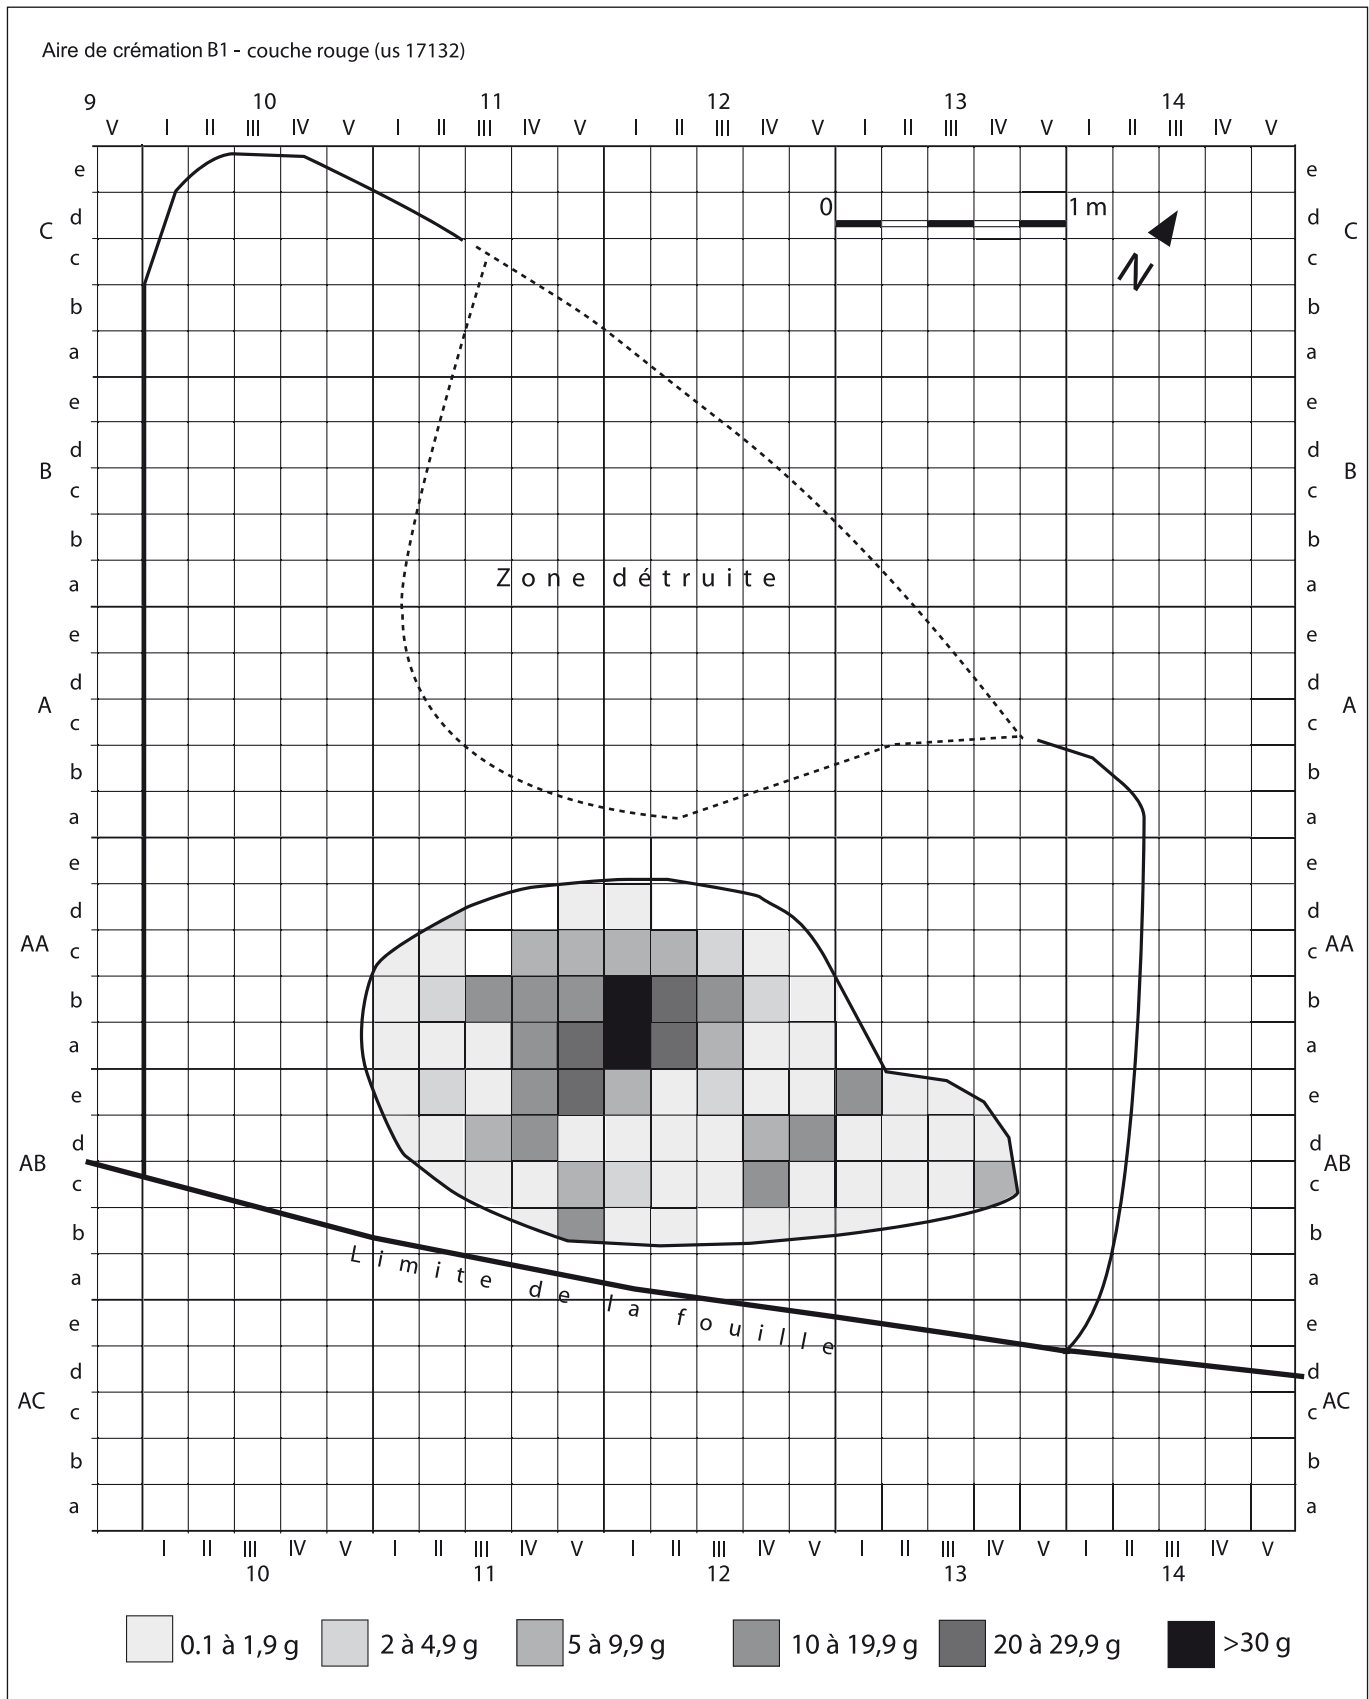 Aire de crémation B1 - couche rouge (us 17132)
9 10 11 12 13 14
V I II III IV V I II III IV V I II III IV V I II III IV V I II III IV V
e e
d 0 1 m d
C C
c c
N
b b
a a
e e
d d
B B
c c
b b
a Zone détruite a
e e
d d
A A
c c
b b
a a
e e
d d
AA AA
c c
b b
a a
e e
d d
AB AB
c c
b b
a a
Limite de la fouille
e e
d d
AC AC
c c
b b
a a
I II III IV V I II III IV V I II III IV V I II III IV V I II III IV V
10 11 12 13 14
0.1 à 1,9 g 2 à 4,9 g 5 à 9,9 g 10 à 19,9 g 20 à 29,9 g >30 g